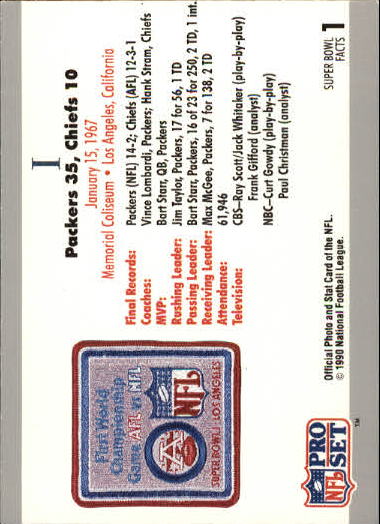 I
Packers 35, Chiefs 10
January 15, 1967
Memorial Coliseum • Los Angeles, California
Final Records: Packers (NFL) 14-2; Chiefs (AFL) 12-3-1
Coaches: Vince Lombardi, Packers; Hank Stram, Chiefs
MVP: Bart Starr, QB, Packers
Rushing Leader: Jim Taylor, Packers, 17 for 56, 1 TD
Passing Leader: Bart Starr, Packers, 16 of 23 for 250, 2 TD, 1 int.
Receiving Leader: Max McGee, Packers, 7 for 138, 2 TD
Attendance: 61,946
Television: CBS–Ray Scott/Jack Whitaker (play-by-play)
Frank Gifford (analyst)
NBC–Curt Gowdy (play-by-play)
Paul Christman (analyst)
First World
Championship
Game AFL vs NFL
A
NFL
SUPER BOWL I LOS ANGELES
PRO
SET
NFL
™
Official Photo and Stat Card of the NFL.
© 1990 National Football League.
SUPER BOWL
FACTS
1